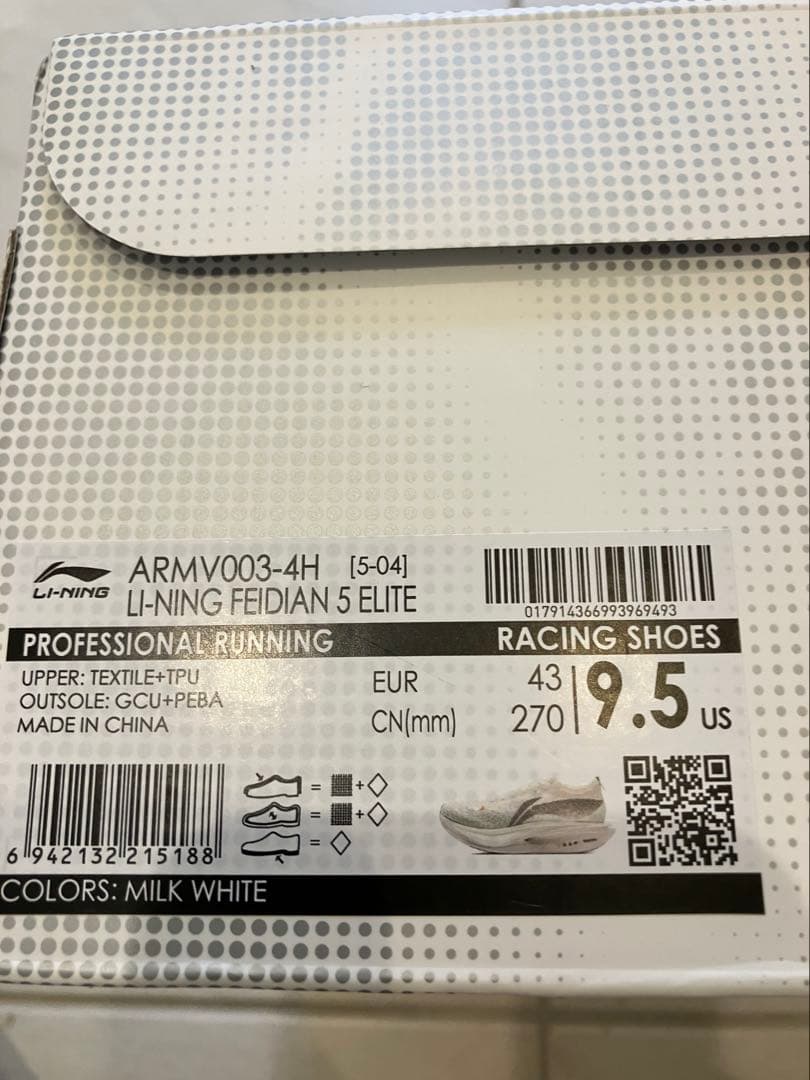 LI-NING
ARMV003-4H [5-04]
LI-NING FEIDIAN 5 ELITE
017914366993969493
PROFESSIONAL RUNNING RACING SHOES
UPPER: TEXTILE+TPU
OUTSOLE: GCU+PEBA
MADE IN CHINA
EUR 43
CN(mm) 270
9.5 US
= +
= +
=
6 942132 215188
COLORS: MILK WHITE